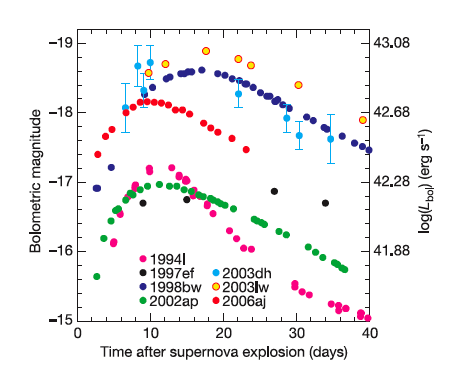 Bolometric magnitude
−19
−18
−17
−16
−15
43.08
42.68
42.28
41.88
log(Lbol) (erg s−1)
1994I
1997ef
1998bw
2002ap
2003dh
2003lw
2006aj
0 10 20 30 40
Time after supernova explosion (days)